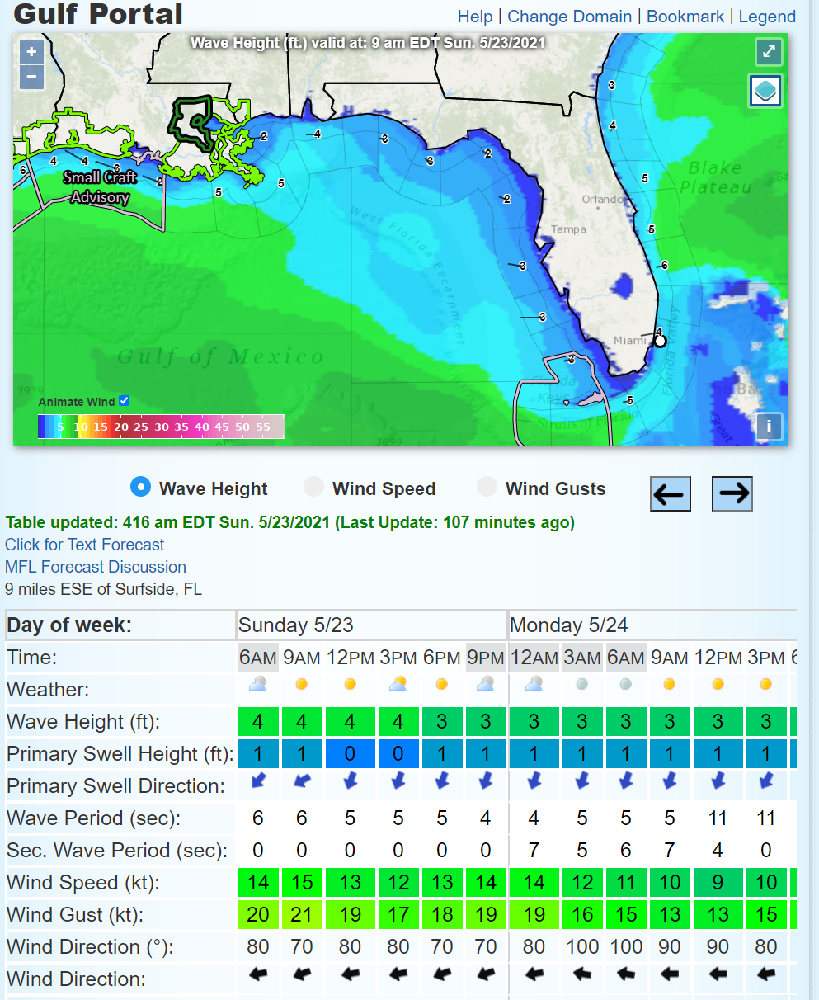 Gulf Portal
Help | Change Domain | Bookmark | Legend
Wave Height (ft.) valid at: 9 am EDT Sun. 5/23/2021
+
−
3
4
2
4
3
3
2
6
4
4
3
2
5
5
5
2
3
3
5
6
4
3
5
Small Craft
Advisory
Blake
Plateau
Orlando
Tampa
West Florida Escarpment
Miami
Florida Valley
Gulf of Mexico
Florida
Keys
Straits of Florida
3939
3699
Great
Animate Wind
5 10 15 20 25 30 35 40 45 50 55
i
Wave Height Wind Speed Wind Gusts
Table updated: 416 am EDT Sun. 5/23/2021 (Last Update: 107 minutes ago)
Click for Text Forecast
MFL Forecast Discussion
9 miles ESE of Surfside, FL
Day of week: Sunday 5/23 Monday 5/24
Time: 6AM 9AM 12PM 3PM 6PM 9PM 12AM 3AM 6AM 9AM 12PM 3PM 6
Weather:
Wave Height (ft): 4 4 4 4 3 3 3 3 3 3 3 3
Primary Swell Height (ft): 1 1 0 0 1 1 1 1 1 1 1 1
Primary Swell Direction:
Wave Period (sec): 6 6 5 5 5 4 4 5 5 5 11 11
Sec. Wave Period (sec): 0 0 0 0 0 0 7 5 6 7 4 0
Wind Speed (kt): 14 15 13 12 13 14 14 12 11 10 9 10
Wind Gust (kt): 20 21 19 17 18 19 19 16 15 13 13 15
Wind Direction (°): 80 70 80 80 70 70 80 100 100 90 90 80
Wind Direction: